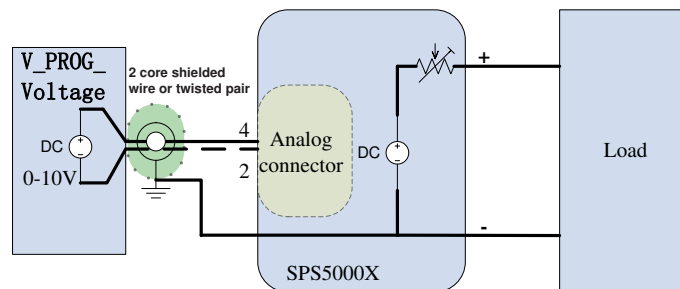 V_PROG_
Voltage
2 core shielded
wire or twisted pair
DC
+
-
0-10V
4
2
Analog
connector
DC
+
-
+
-
Load
SPS5000X